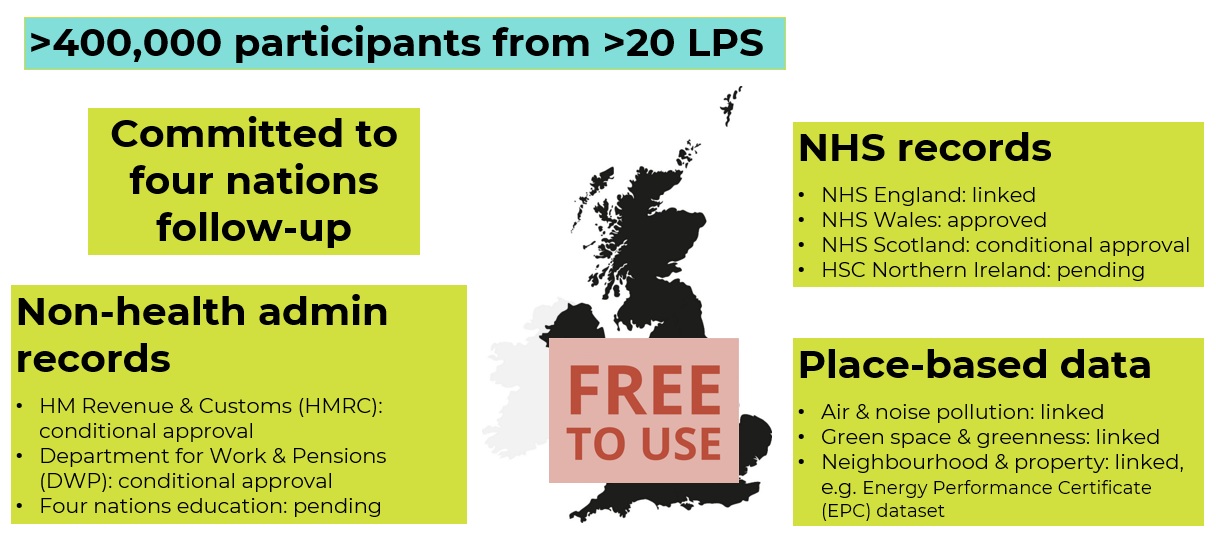 >400,000 participants from >20 LPS
Committed to
four nations
follow-up
Non-health admin
records
• HM Revenue & Customs (HMRC):
conditional approval
• Department for Work & Pensions
(DWP): conditional approval
• Four nations education: pending
FREE
TO USE
NHS records
• NHS England: linked
• NHS Wales: approved
• NHS Scotland: conditional approval
• HSC Northern Ireland: pending
Place-based data
• Air & noise pollution: linked
• Green space & greenness: linked
• Neighbourhood & property: linked,
e.g. Energy Performance Certificate
(EPC) dataset